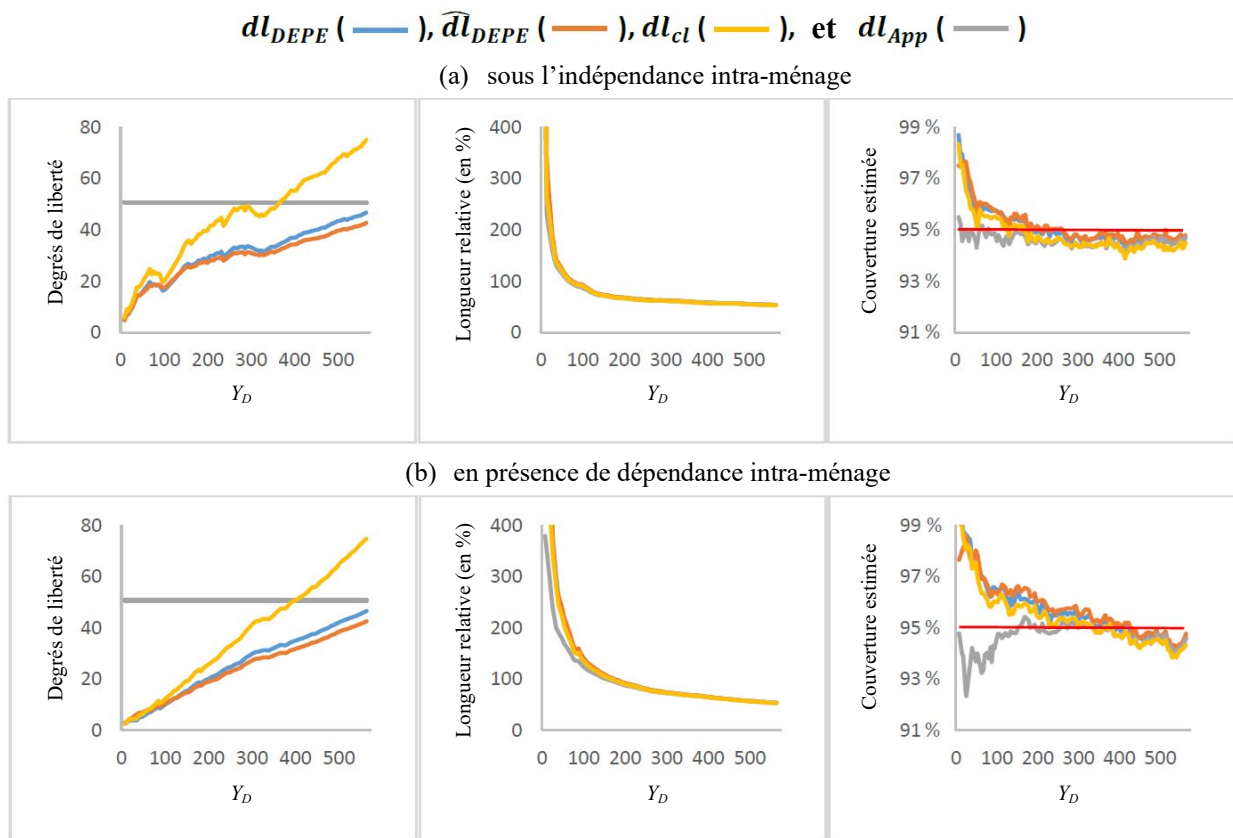 dl_DEPE ( ), \widehat{dl}_DEPE ( ), dl_cl ( ), et dl_App ( )
(a) sous l’indépendance intra-ménage
Degrés de liberté
80
60
40
20
0
0 100 200 300 400 500
Y_D
Longueur relative (en %)
400
300
200
100
0
0 100 200 300 400 500
Y_D
Couverture estimée
99 %
97 %
95 %
93 %
91 %
0 100 200 300 400 500
Y_D
(b) en présence de dépendance intra-ménage
Degrés de liberté
80
60
40
20
0
0 100 200 300 400 500
Y_D
Longueur relative (en %)
400
300
200
100
0
0 100 200 300 400 500
Y_D
Couverture estimée
99 %
97 %
95 %
93 %
91 %
0 100 200 300 400 500
Y_D